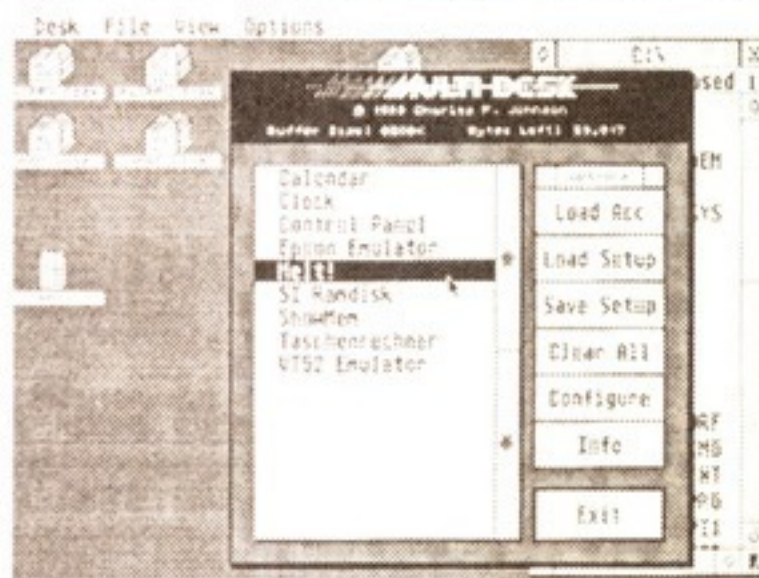 Desk File View Options
E:\
MULTI-DESK
© 1988 Charles F. Johnson
Buffer Size: Bytes Left:
Calendar
Clock
Control Panel
Epson Emulator
Melt!
ST Ramdisk
ShowMem
Taschenrechner
VT52 Emulator
Load Acc
Load Setup
Save Setup
Clear All
Configure
Info
Exit